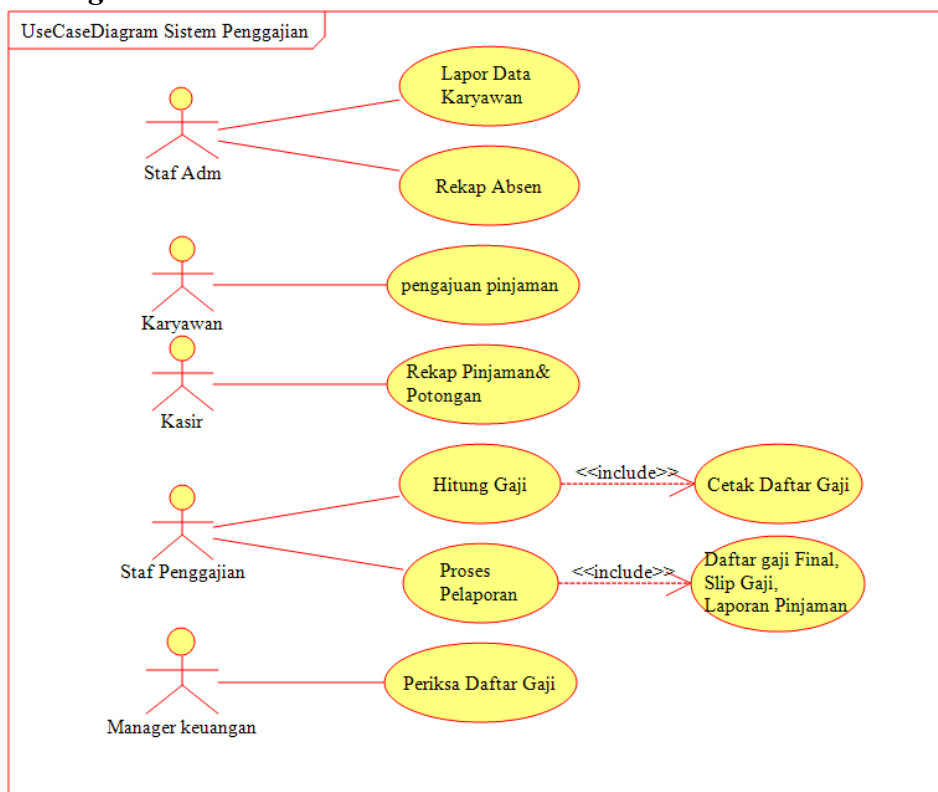 UseCaseDiagram Sistem Penggajian
Lapor Data
Karyawan
Staf Adm
Rekap Absen
pengajuan pinjaman
Karyawan
Rekap Pinjaman&
Potongan
Kasir
Hitung Gaji
<<include>>
Cetak Daftar Gaji
Staf Penggajian
Proses
Pelaporan
<<include>>
Daftar gaji Final,
Slip Gaji,
Laporan Pinjaman
Periksa Daftar Gaji
Manager keuangan